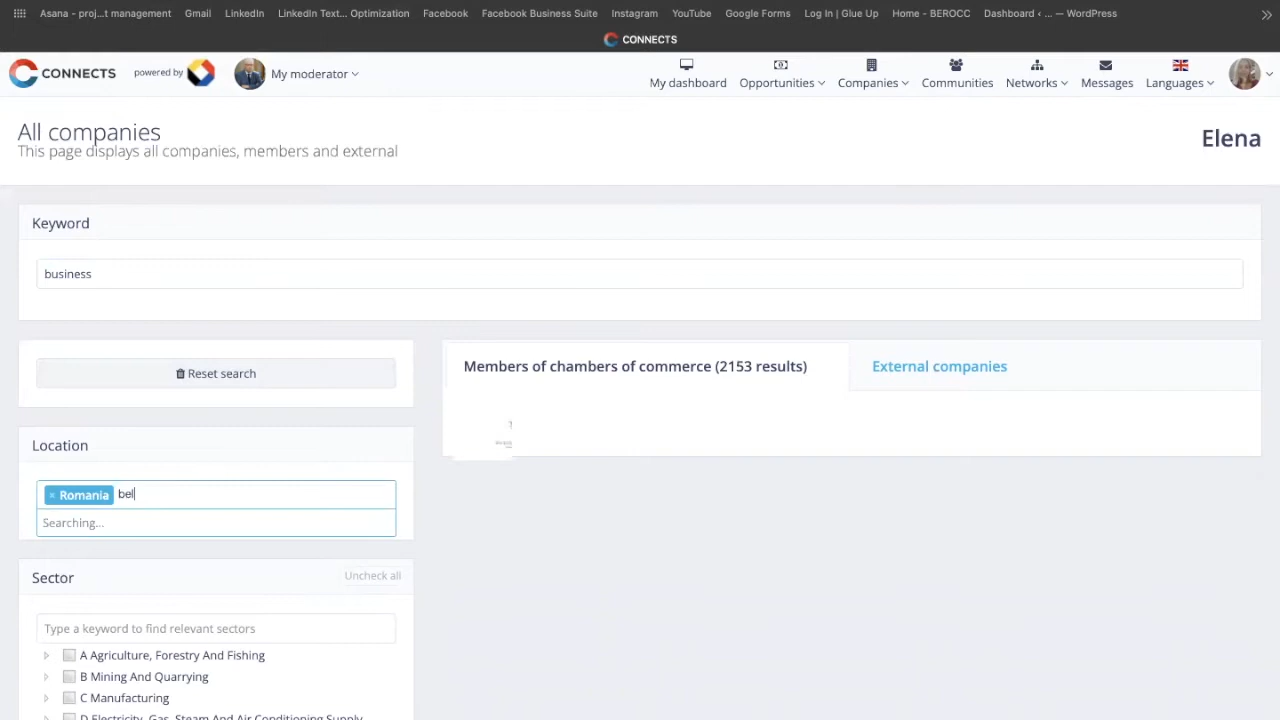 Asana - proj...t management Gmail LinkedIn LinkedIn Text... Optimization Facebook Facebook Business Suite Instagram YouTube Google Forms Log In | Glue Up Home - BEROCC Dashboard ‹ ... — WordPress
CONNECTS
CONNECTS powered by My moderator
My dashboard Opportunities Companies Communities Networks Messages Languages
All companies
This page displays all companies, members and external
Elena
Keyword
business
Reset search
Members of chambers of commerce (2153 results) External companies
Location
× Romania bel
Searching...
Sector Uncheck all
Type a keyword to find relevant sectors
A Agriculture, Forestry And Fishing
B Mining And Quarrying
C Manufacturing
D Electricity, Gas, Steam And Air Conditioning Supply